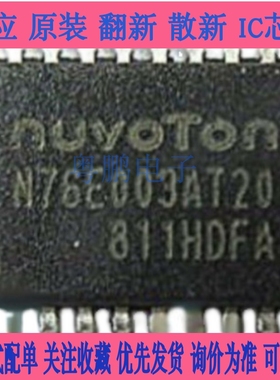 应 原装 翻新 散新 IC芯
nuvoTon
N76E003AT20
811HDFA
式配单 关注收藏 优先发货 询价为准 可